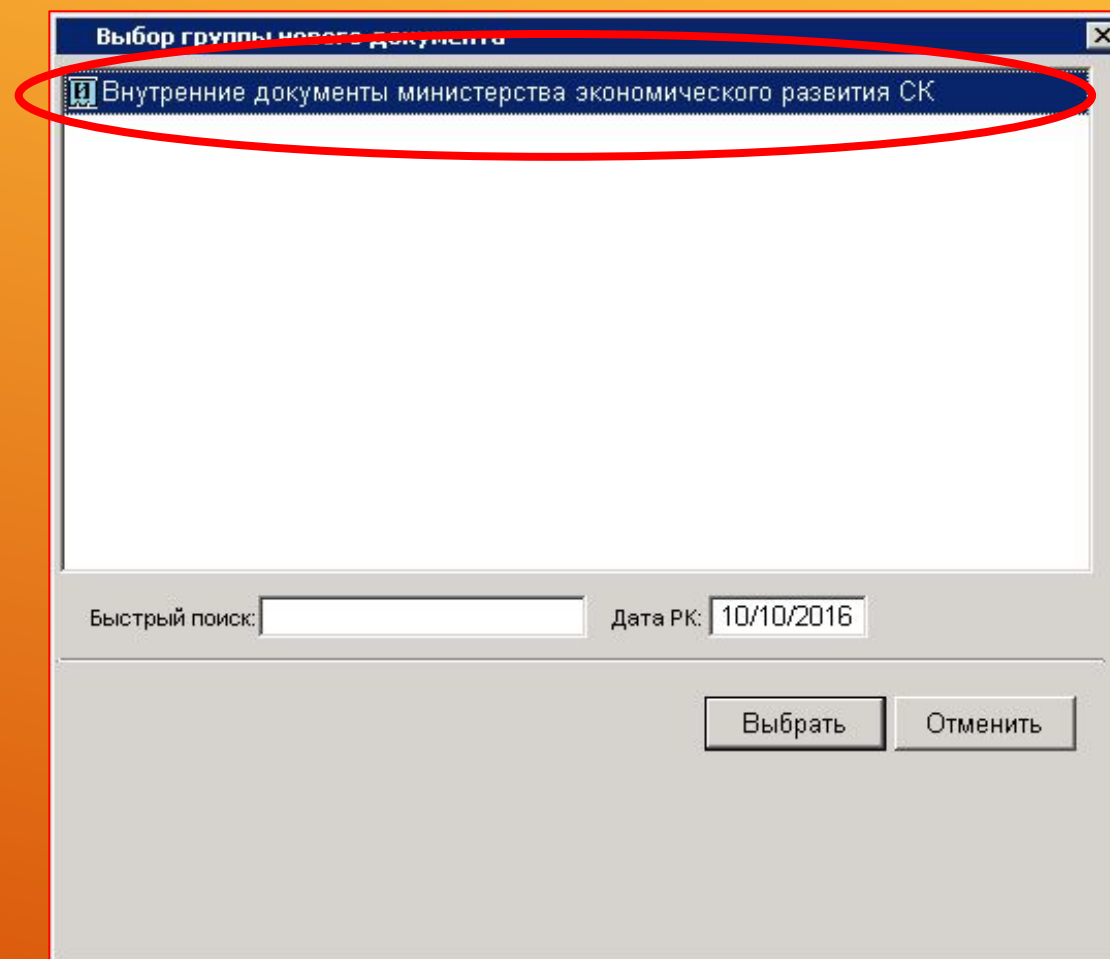 Выбор группы нового документа
Внутренние документы министерства экономического развития СК
Быстрый поиск:
Дата РК: 10/10/2016
Выбрать Отменить